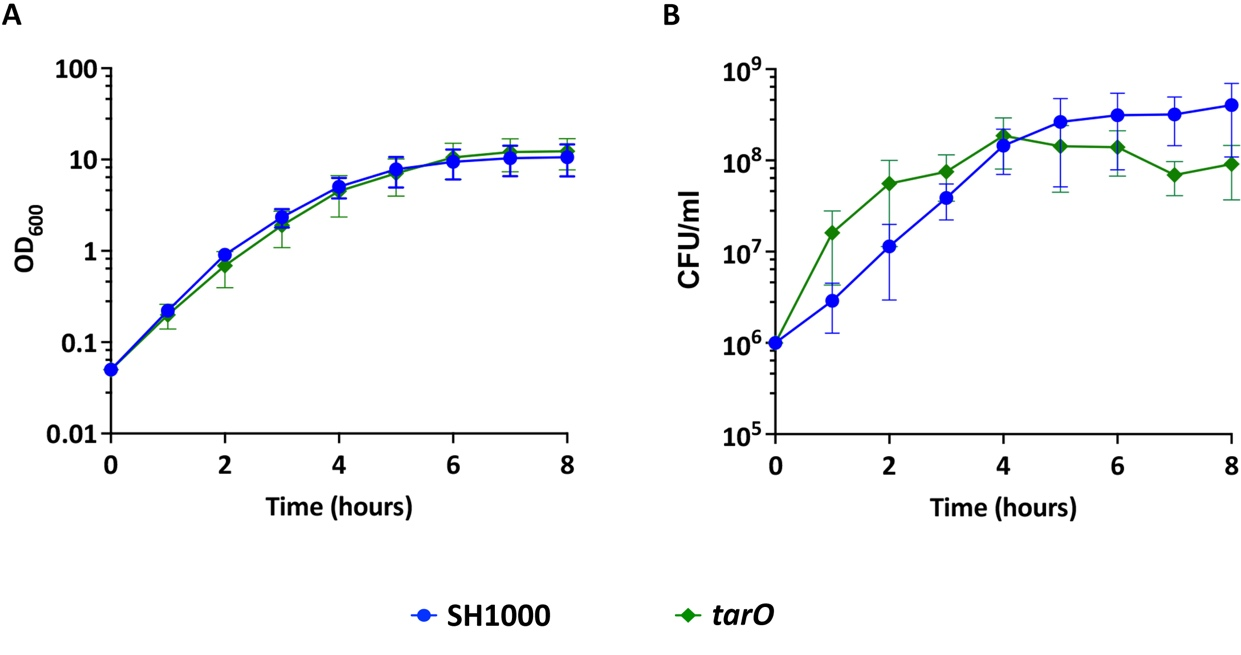 A
B
OD600
100
10
1
0.1
0.01
0 2 4 6 8
Time (hours)
CFU/ml
10⁹
10⁸
10⁷
10⁶
10⁵
0 2 4 6 8
Time (hours)
SH1000 tarO